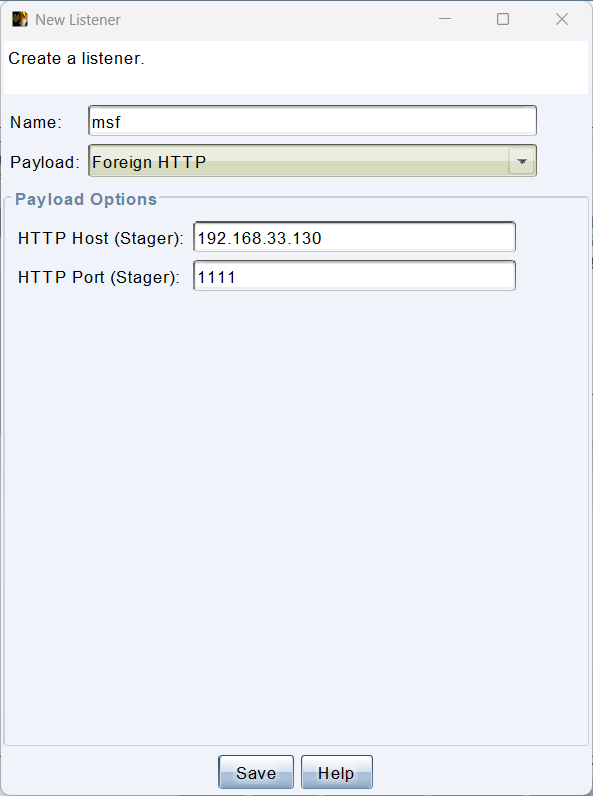 New Listener
Create a listener.
Name: msf
Payload: Foreign HTTP
Payload Options
HTTP Host (Stager): 192.168.33.130
HTTP Port (Stager): 1111
Save Help